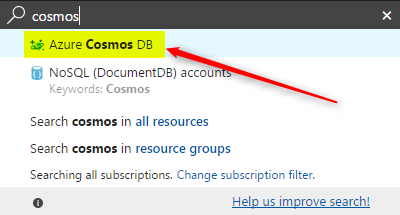 cosmos
Azure Cosmos DB
NoSQL (DocumentDB) accounts
Keywords: Cosmos
Search cosmos in all resources
Search cosmos in resource groups
Searching all subscriptions. Change subscription filter.
Help us improve search!